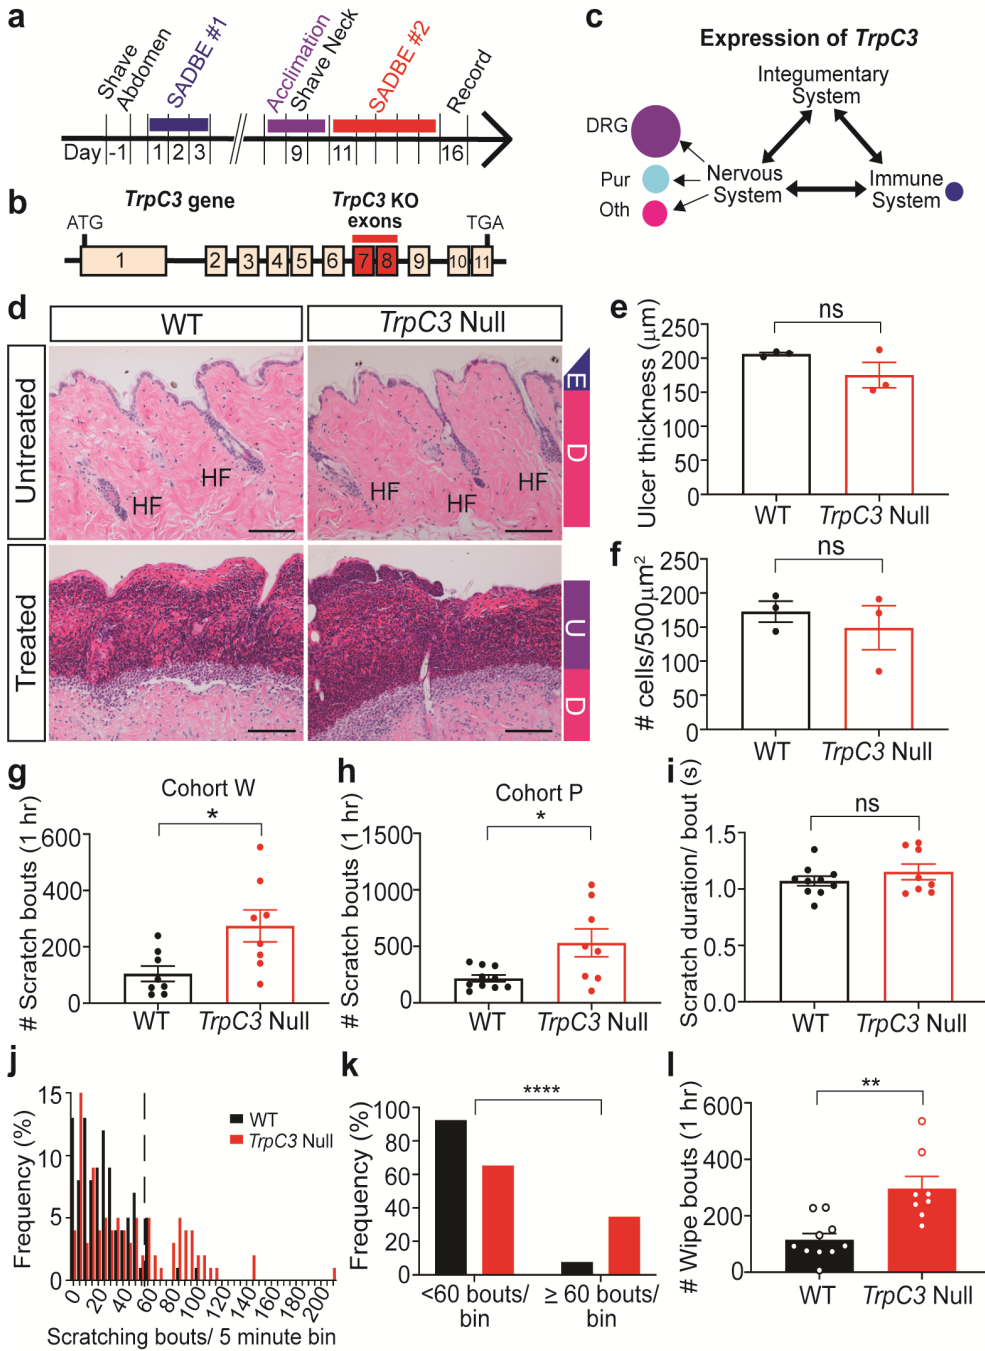 a
Shave
Abdomen
SADBE #1
Acclimation
Shave Neck
SADBE #2
Record
Day -1 1 2 3 9 11 16
b
TrpC3 gene
TrpC3 KO
exons
ATG
TGA
1 2 3 4 5 6 7 8 9 10 11
c
Expression of TrpC3
Integumentary
System
DRG
Pur
Oth
Nervous
System
Immune
System
d
WT
TrpC3 Null
Untreated
HF
HF
HF
HF
HF
E
D
Treated
U
D
e
ns
Ulcer thickness (μm)
250
200
150
100
50
0
WT
TrpC3 Null
f
ns
# cells/500μm2
250
200
150
100
50
0
WT
TrpC3 Null
g
Cohort W
*
# Scratch bouts (1 hr)
600
400
200
0
WT
TrpC3 Null
h
Cohort P
*
# Scratch bouts (1 hr)
1500
1000
500
0
WT
TrpC3 Null
i
ns
Scratch duration/ bout (s)
1.5
1.0
0.5
0.0
WT
TrpC3 Null
j
Frequency (%)
15
10
5
0
WT
TrpC3 Null
0 20 40 60 80 100 120 140 160 180 200
Scratching bouts/ 5 minute bin
k
****
Frequency (%)
100
80
60
40
20
0
<60 bouts/
bin
≥ 60 bouts/
bin
l
**
# Wipe bouts (1 hr)
600
400
200
0
WT
TrpC3 Null